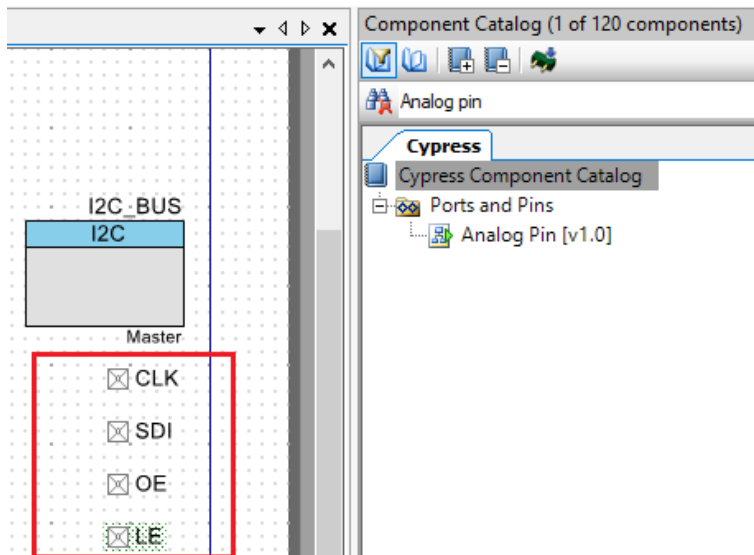 Component Catalog (1 of 120 components)
Analog pin
Cypress
Cypress Component Catalog
Ports and Pins
Analog Pin [v1.0]
I2C_BUS
I2C
Master
CLK
SDI
OE
LE